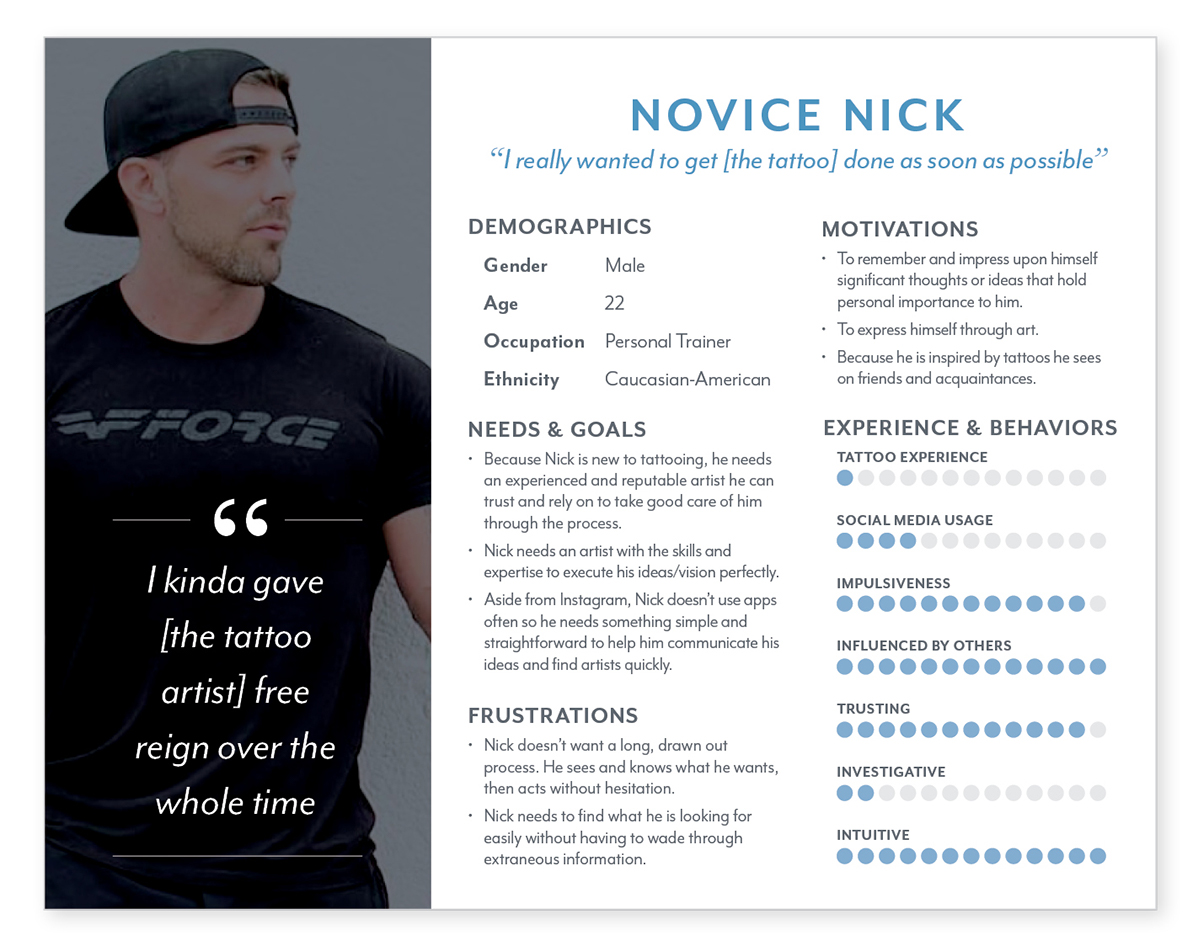 AFFORCE
“
I kinda gave
[the tattoo
artist] free
reign over the
whole time
NOVICE NICK
“I really wanted to get [the tattoo] done as soon as possible”
DEMOGRAPHICS
Gender Male
Age 22
Occupation Personal Trainer
Ethnicity Caucasian-American
NEEDS & GOALS
• Because Nick is new to tattooing, he needs
an experienced and reputable artist he can
trust and rely on to take good care of him
through the process.
• Nick needs an artist with the skills and
expertise to execute his ideas/vision perfectly.
• Aside from Instagram, Nick doesn’t use apps
often so he needs something simple and
straightforward to help him communicate his
ideas and find artists quickly.
FRUSTRATIONS
• Nick doesn’t want a long, drawn out
process. He sees and knows what he wants,
then acts without hesitation.
• Nick needs to find what he is looking for
easily without having to wade through
extraneous information.
MOTIVATIONS
• To remember and impress upon himself
significant thoughts or ideas that hold
personal importance to him.
• To express himself through art.
• Because he is inspired by tattoos he sees
on friends and acquaintances.
EXPERIENCE & BEHAVIORS
TATTOO EXPERIENCE
SOCIAL MEDIA USAGE
IMPULSIVENESS
INFLUENCED BY OTHERS
TRUSTING
INVESTIGATIVE
INTUITIVE